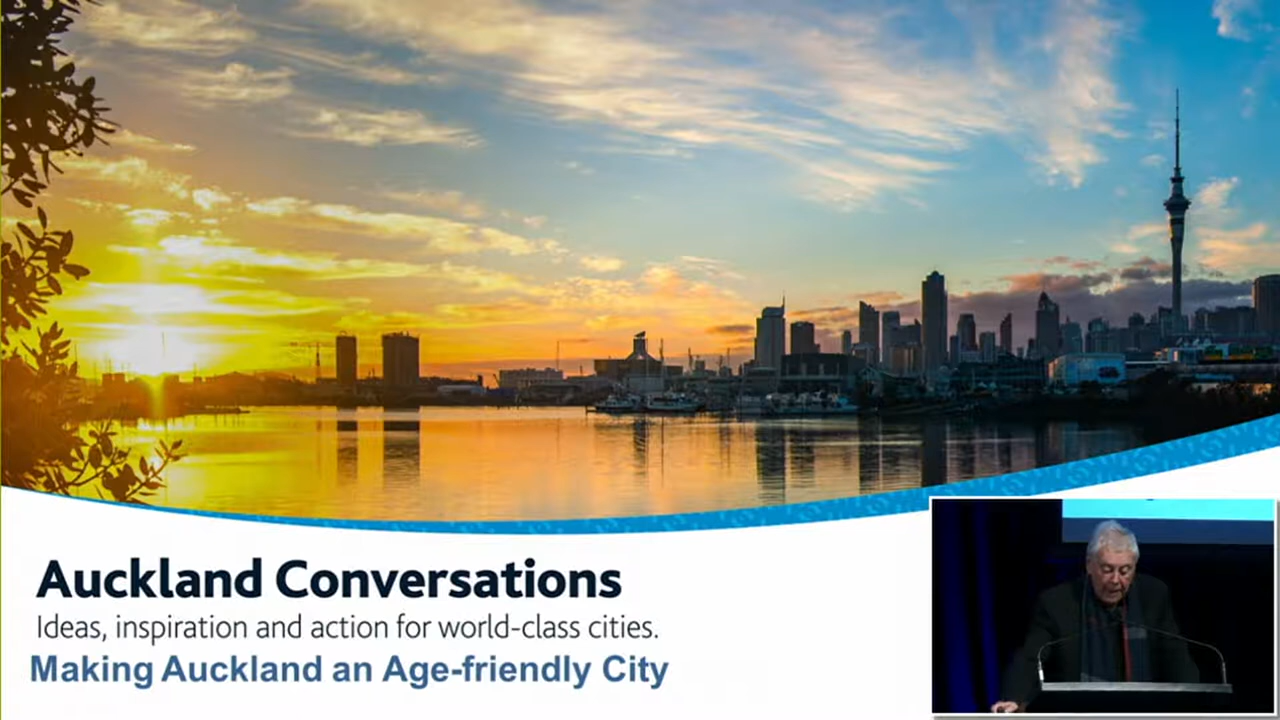 Auckland Conversations
Ideas, inspiration and action for world-class cities.
Making Auckland an Age-friendly City